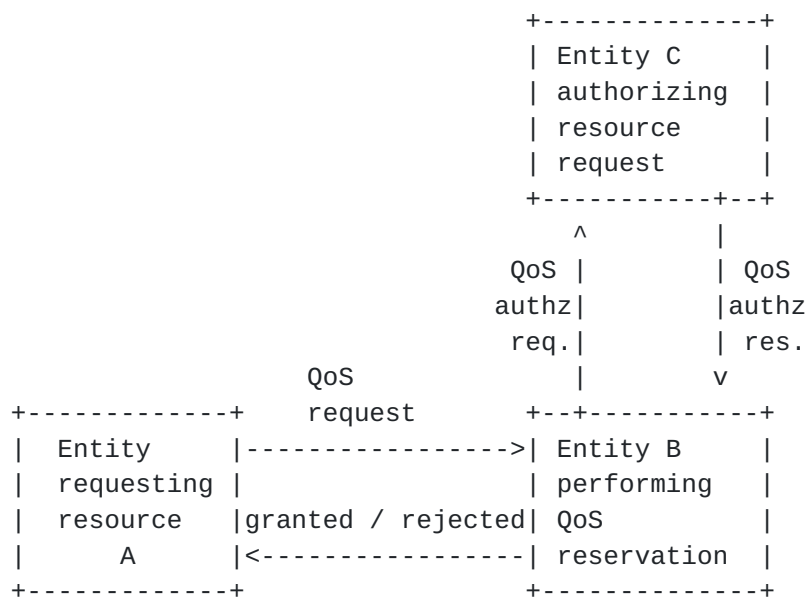 +--------------+
| Entity C     |
| authorizing  |
| resource     |
| request      |
+-----------+--+
^        |
QoS |        | QoS
authz|        |authz
req.|        | res.
QoS             |        v
+-------------+    request       +--+-----------+
|  Entity     |----------------->| Entity B     |
|  requesting |                  | performing   |
|  resource   |granted / rejected| QoS          |
|      A      |<-----------------| reservation  |
+-------------+                  +--------------+